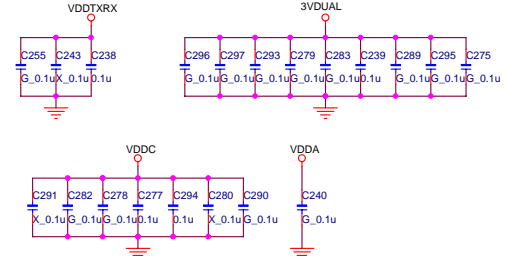 VDDTXRX
3VDUAL
C255 C243 C238
G_0.1u X_0.1u 0.1u
C296 C297 C293 C279 C283 C239 C289 C295 C275
G_0.1u G_0.1u G_0.1u G_0.1u G_0.1u 0.1u G_0.1u G_0.1u G_0.1u
VDDC
VDDA
C291 C282 C278 C277 C294 C280 C290
X_0.1u G_0.1u G_0.1u 0.1u 0.1u X_0.1u G_0.1u
C240
G_0.1u